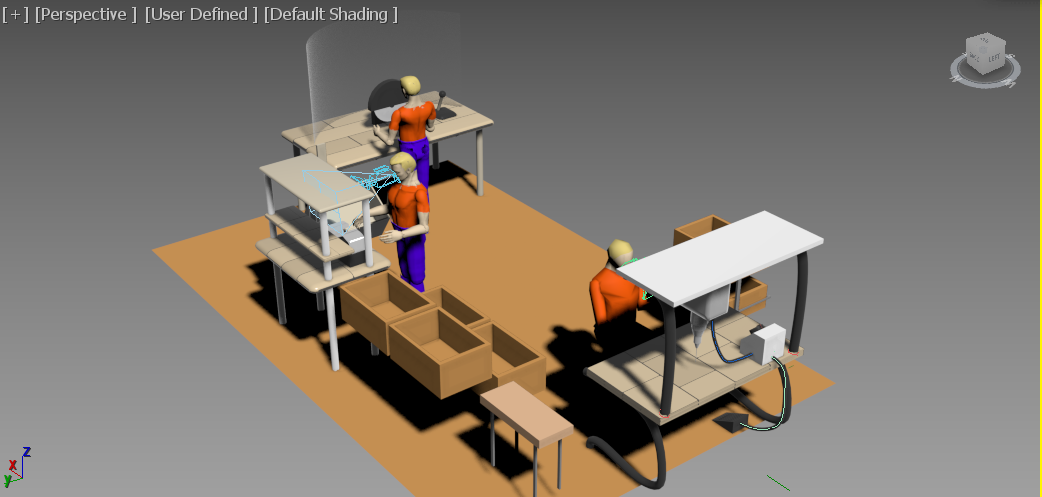 [ + ] [Perspective ] [User Defined ] [Default Shading ]
z
x
y